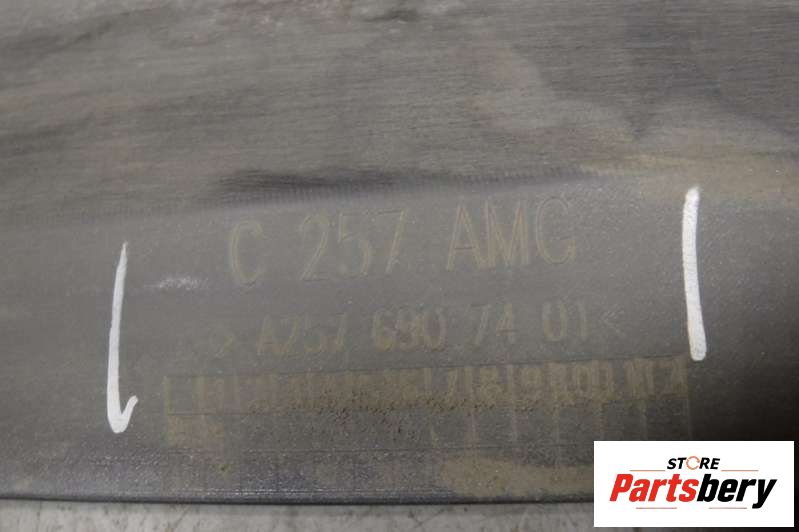 C 257 AMG
> A257 690 74 01 <
STORE
Partsbery